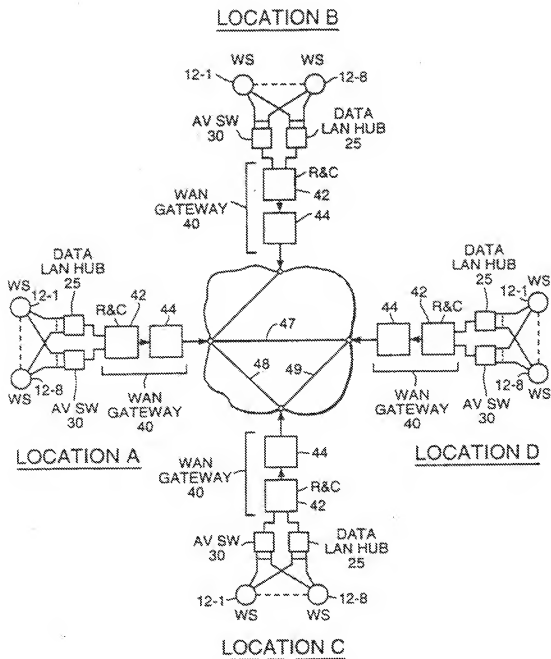 LOCATION B
WS
WS
12-1
12-8
AV SW
30
DATA
LAN HUB
25
R&C
42
WAN
GATEWAY
40
44
DATA
LAN HUB
25
WS
12-1
R&C
42
44
12-8
WS
AV SW
30
WAN
GATEWAY
40
LOCATION A
47
48
49
DATA
LAN HUB
25
WS
12-1
44
42
R&C
WAN
GATEWAY
40
12-8
WS
AV SW
30
LOCATION D
WAN
GATEWAY
40
44
R&C
42
AV SW
30
DATA
LAN HUB
25
12-1
12-8
WS
WS
LOCATION C